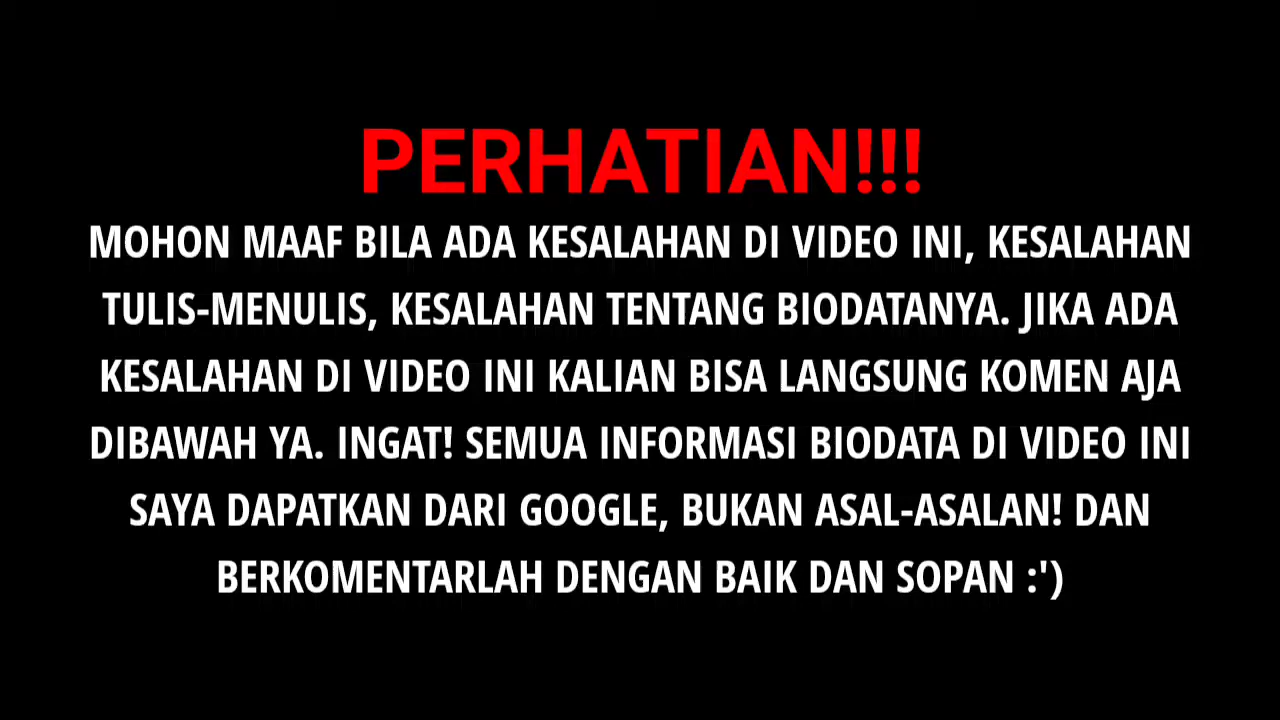 PERHATIAN!!!
MOHON MAAF BILA ADA KESALAHAN DI VIDEO INI, KESALAHAN
TULIS-MENULIS, KESALAHAN TENTANG BIODATANYA. JIKA ADA
KESALAHAN DI VIDEO INI KALIAN BISA LANGSUNG KOMEN AJA
DIBAWAH YA. INGAT! SEMUA INFORMASI BIODATA DI VIDEO INI
SAYA DAPATKAN DARI GOOGLE, BUKAN ASAL-ASALAN! DAN
BERKOMENTARLAH DENGAN BAIK DAN SOPAN :')